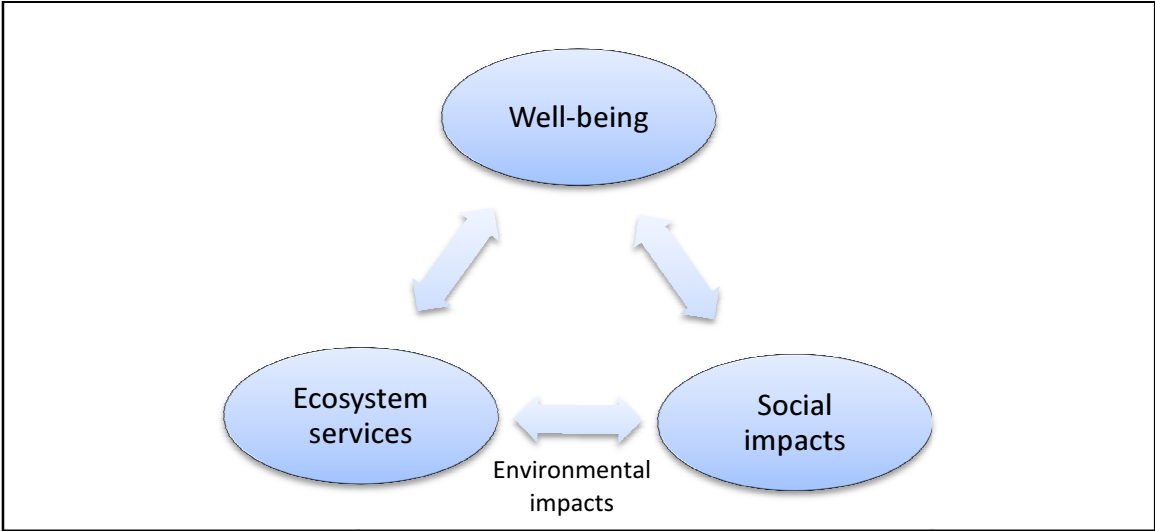 Well-being
Ecosystem
services
Social
impacts
Environmental
impacts